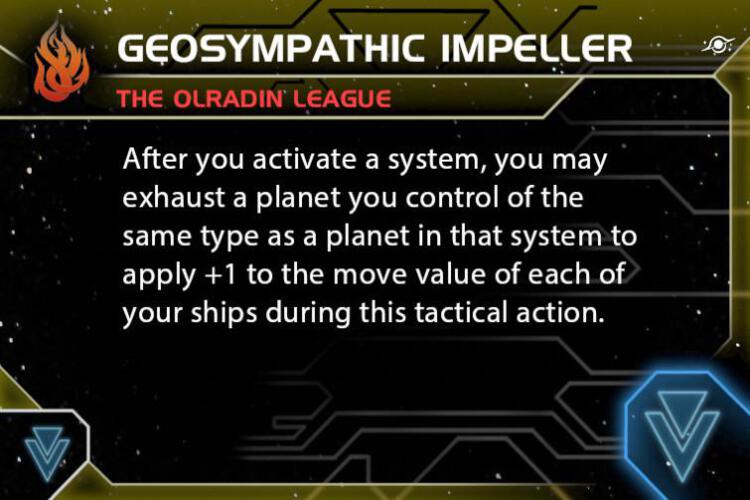 GEOSYMPATHIC IMPELLER
THE OLRADIN LEAGUE
After you activate a system, you may
exhaust a planet you control of the
same type as a planet in that system to
apply +1 to the move value of each of
your ships during this tactical action.